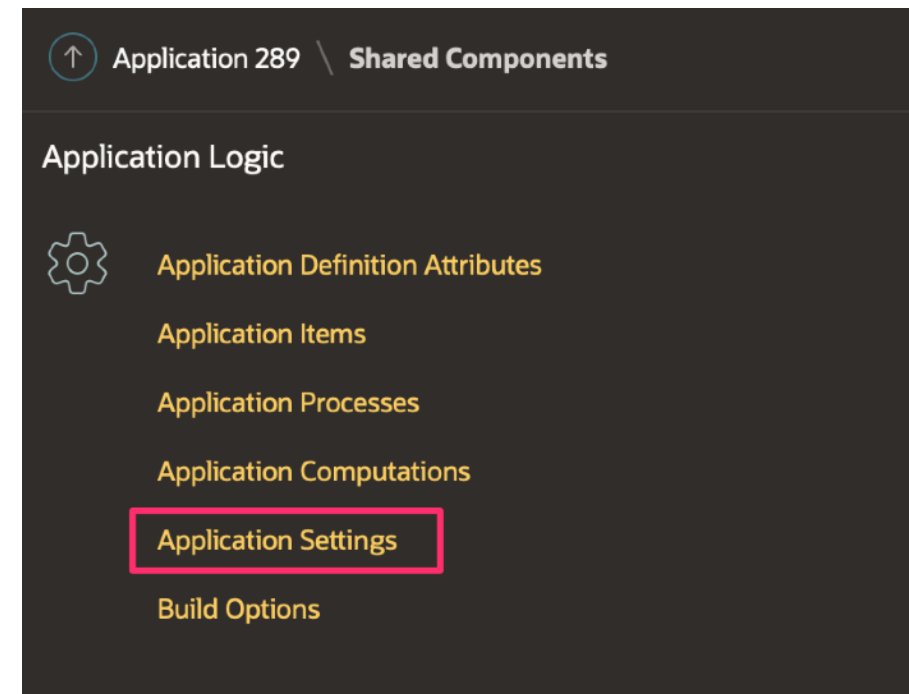 Application 289 \ Shared Components
Application Logic
Application Definition Attributes
Application Items
Application Processes
Application Computations
Application Settings
Build Options